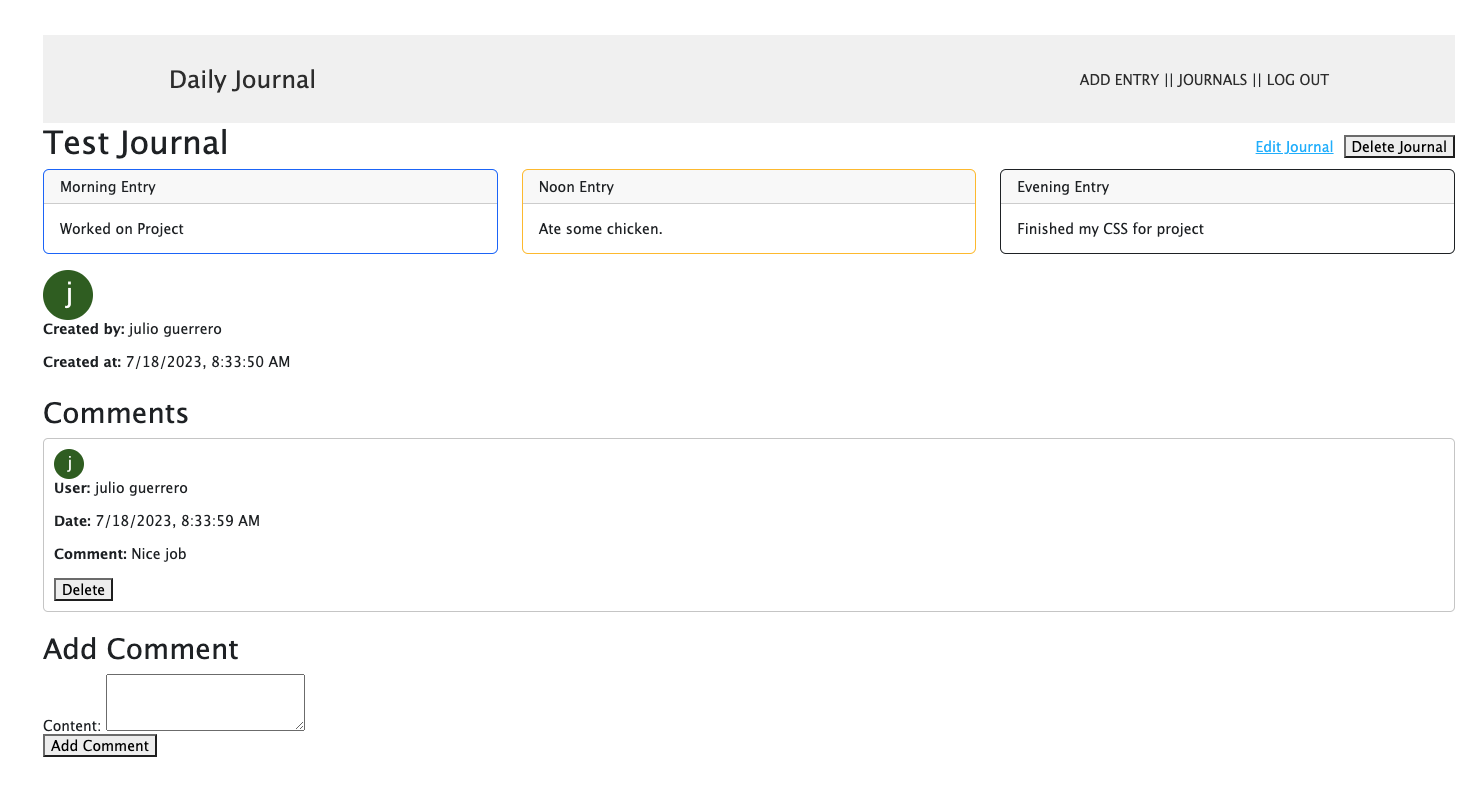 Daily Journal
ADD ENTRY || JOURNALS || LOG OUT
Test Journal
Edit Journal
Delete Journal
Morning Entry
Worked on Project
Noon Entry
Ate some chicken.
Evening Entry
Finished my CSS for project
j
Created by: julio guerrero
Created at: 7/18/2023, 8:33:50 AM
Comments
j
User: julio guerrero
Date: 7/18/2023, 8:33:59 AM
Comment: Nice job
Delete
Add Comment
Content:
Add Comment